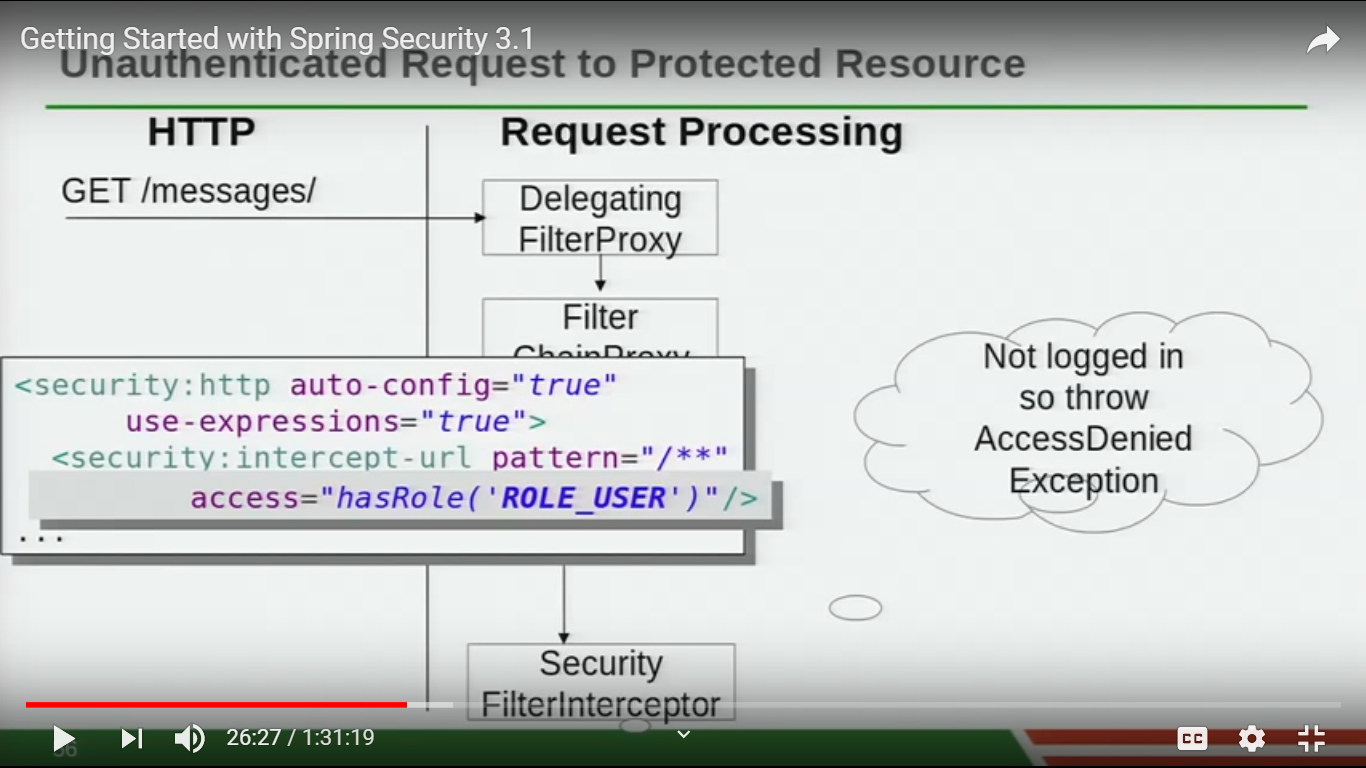 Getting Started with Spring Security 3.1
Unauthenticated Request to Protected Resource
HTTP
Request Processing
GET /messages/
Delegating
FilterProxy
Filter
ChainProxy
<security:http auto-config="true"
use-expressions="true">
<security:intercept-url pattern="/**"
access="hasRole('ROLE_USER')"/>
...
Not logged in
so throw
AccessDenied
Exception
Security
FilterInterceptor
26:27 / 1:31:19
CC
56